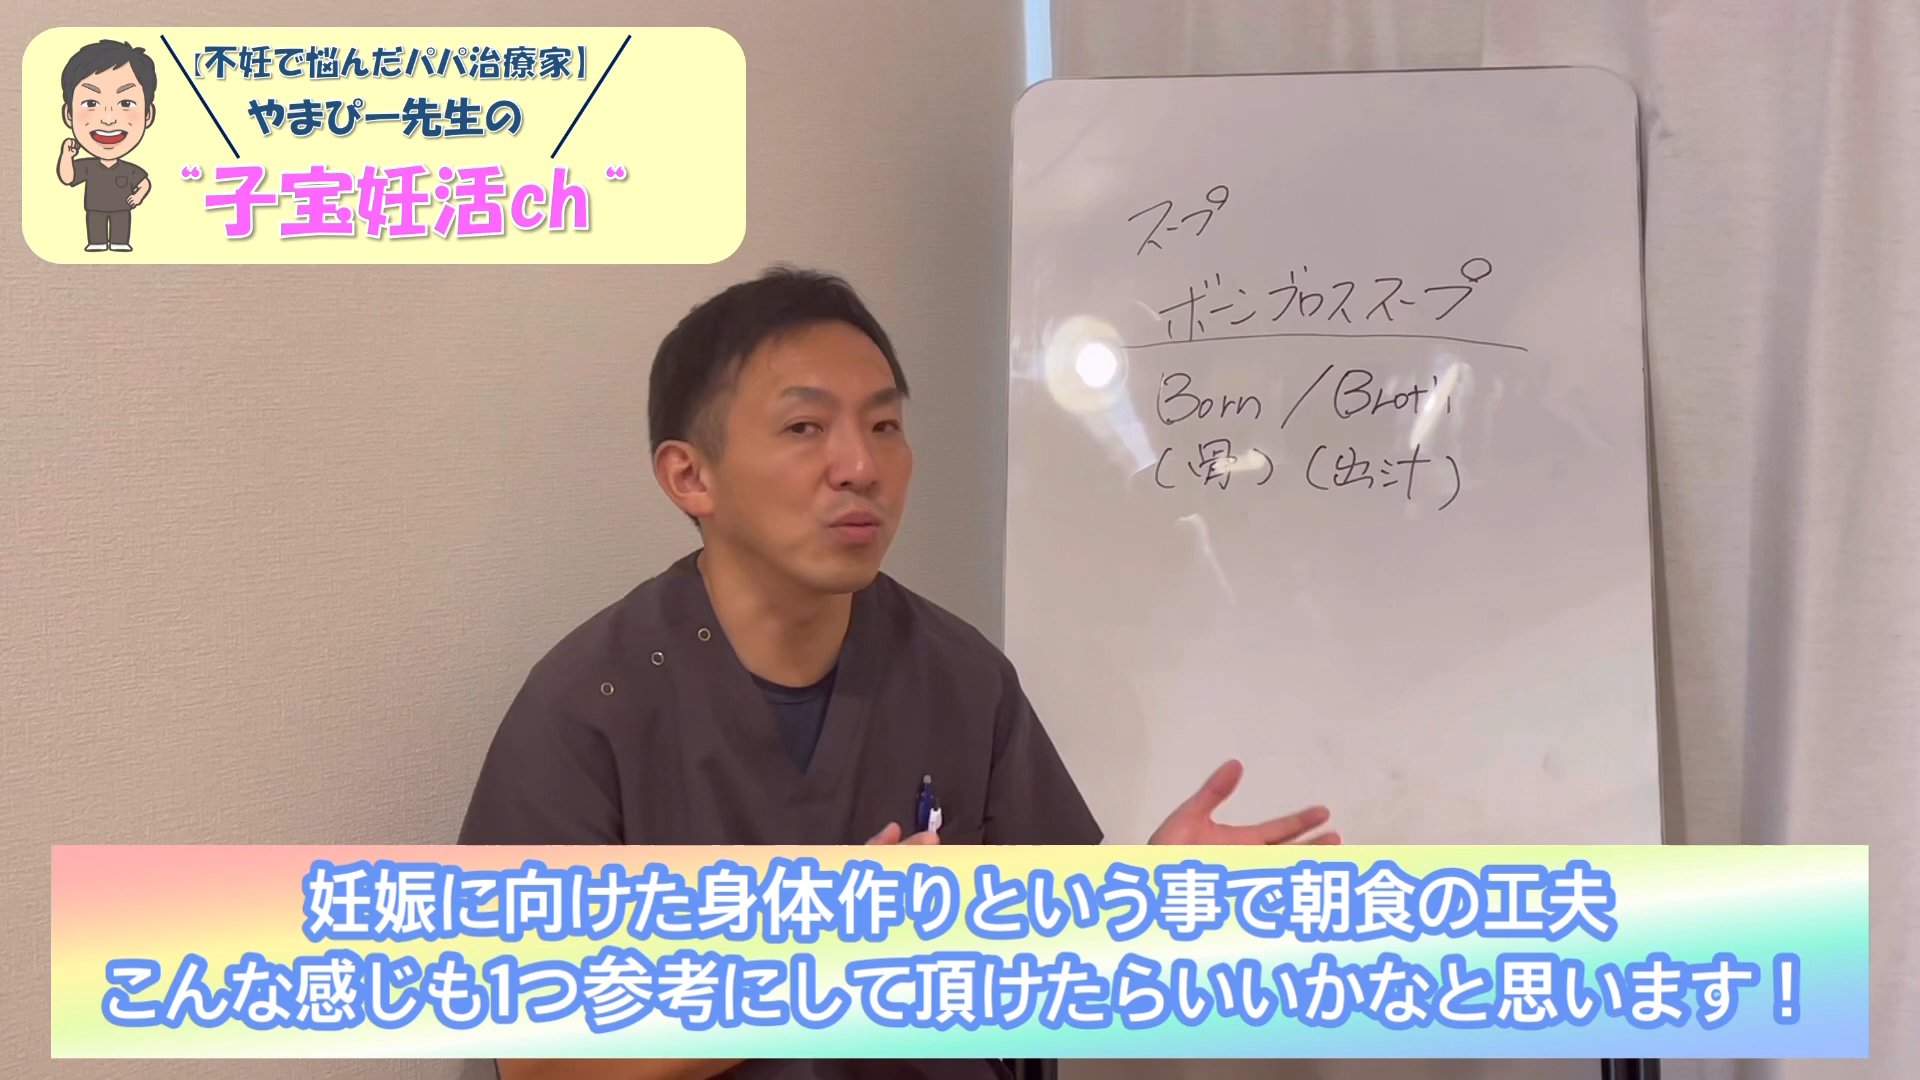 【不妊で悩んだパパ治療家】
やまぴー先生の
“子宝妊活ch“
スープ
ボーンブロススープ
Born / Broth
(骨) (出汁)
妊娠に向けた身体作りという事で朝食の工夫
こんな感じも1つ参考にして頂けたらいいかなと思います！